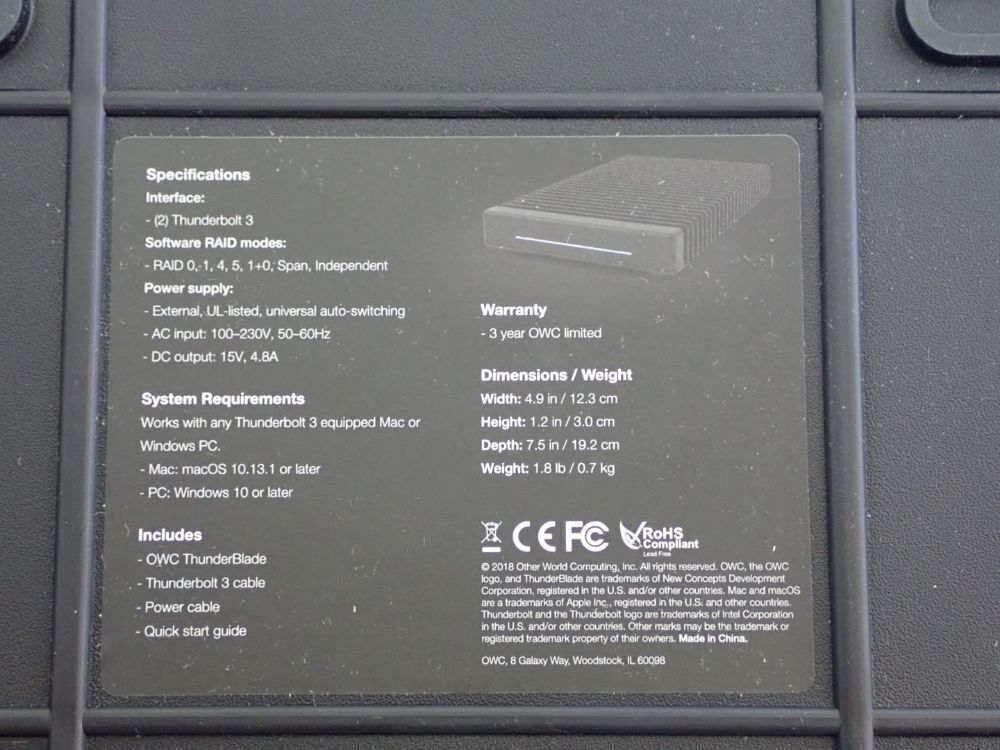 Specifications
Interface:
- (2) Thunderbolt 3
Software RAID modes:
- RAID 0, 1, 4, 5, 1+0, Span, Independent
Power supply:
- External, UL-listed, universal auto-switching
- AC input: 100–230V, 50–60Hz
- DC output: 15V, 4.8A
System Requirements
Works with any Thunderbolt 3 equipped Mac or
Windows PC.
- Mac: macOS 10.13.1 or later
- PC: Windows 10 or later
Includes
- OWC ThunderBlade
- Thunderbolt 3 cable
- Power cable
- Quick start guide
Warranty
- 3 year OWC limited
Dimensions / Weight
Width: 4.9 in / 12.3 cm
Height: 1.2 in / 3.0 cm
Depth: 7.5 in / 19.2 cm
Weight: 1.8 lb / 0.7 kg
CE FC RoHS
Compliant
Lead Free
© 2018 Other World Computing, Inc. All rights reserved. OWC, the OWC
logo, and ThunderBlade are trademarks of New Concepts Development
Corporation, registered in the U.S. and/or other countries. Mac and macOS
are a trademarks of Apple Inc., registered in the U.S. and other countries.
Thunderbolt and the Thunderbolt logo are trademarks of Intel Corporation
in the U.S. and/or other countries. Other marks may be the trademark or
registered trademark property of their owners. Made in China.
OWC, 8 Galaxy Way, Woodstock, IL 60098